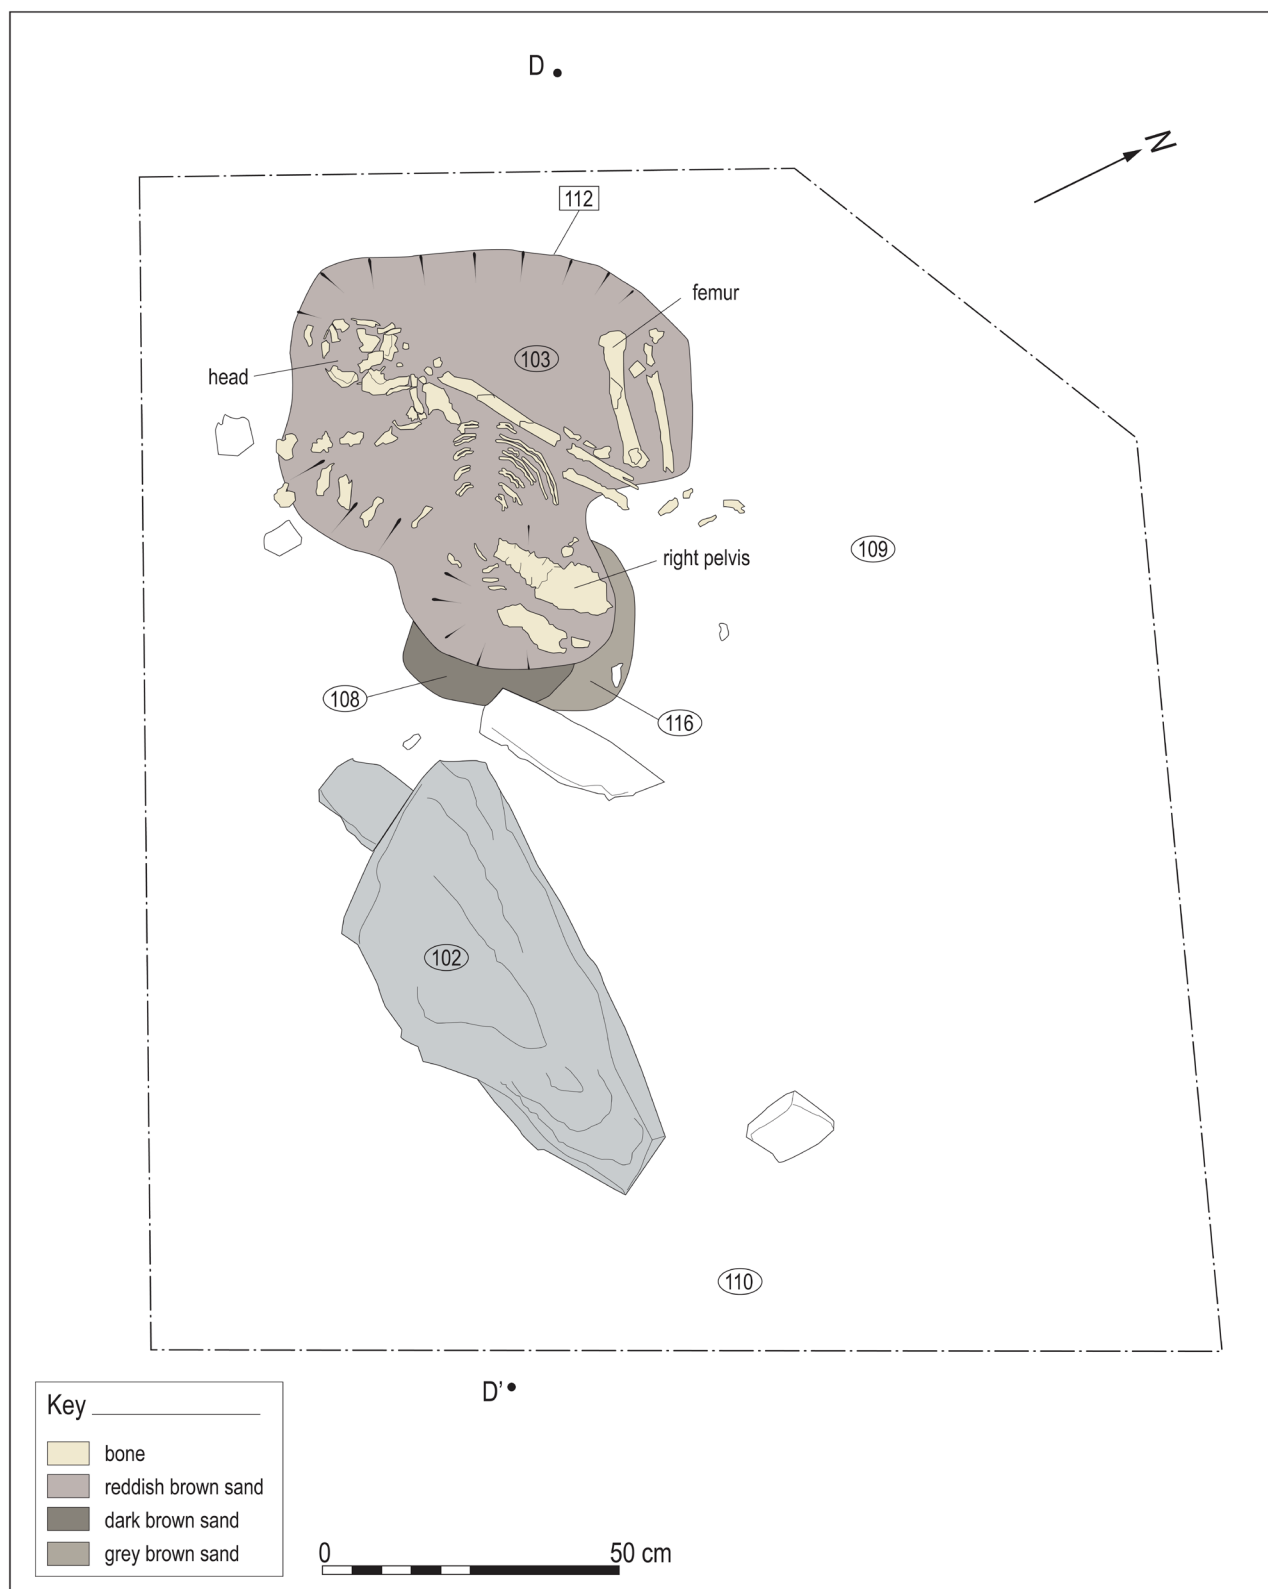 D
N
112
femur
103
head
109
right pelvis
108
116
102
110
D'
Key
bone
reddish brown sand
dark brown sand
grey brown sand
0 50 cm